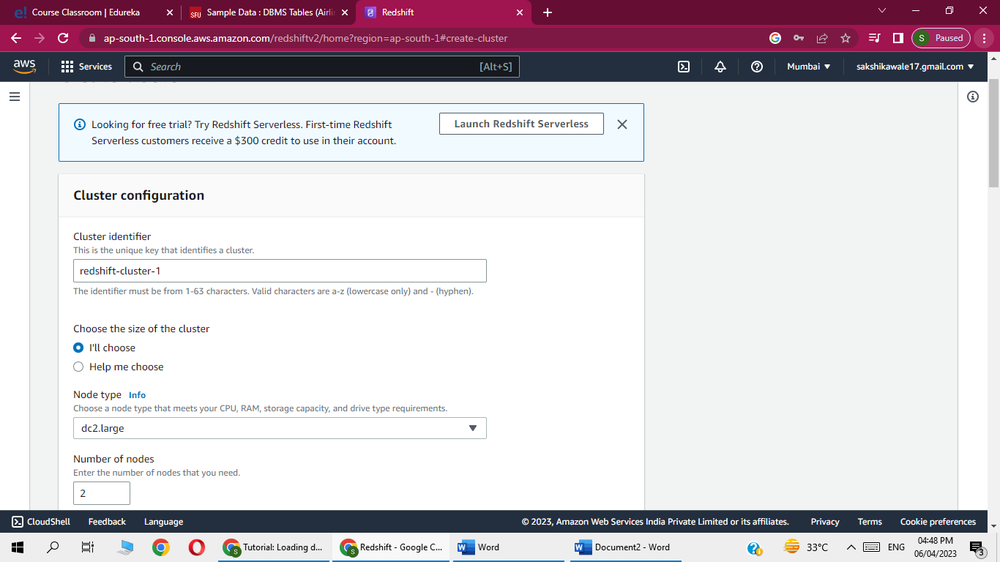 Course Classroom | Edureka
SFU
Sample Data : DBMS Tables (Airlin
Redshift
ap-south-1.console.aws.amazon.com/redshiftv2/home?region=ap-south-1#create-cluster
S Paused
aws
Services
Search [Alt+S]
Mumbai
sakshikawale17.gmail.com
Looking for free trial? Try Redshift Serverless. First-time Redshift
Serverless customers receive a $300 credit to use in their account.
Launch Redshift Serverless
Cluster configuration
Cluster identifier
This is the unique key that identifies a cluster.
redshift-cluster-1
The identifier must be from 1-63 characters. Valid characters are a-z (lowercase only) and - (hyphen).
Choose the size of the cluster
I'll choose
Help me choose
Node type Info
Choose a node type that meets your CPU, RAM, storage capacity, and drive type requirements.
dc2.large
Number of nodes
Enter the number of nodes that you need.
2
CloudShell Feedback Language © 2023, Amazon Web Services India Private Limited or its affiliates. Privacy Terms Cookie preferences
Tutorial: Loading d...
Redshift - Google C...
Word
Document2 - Word
33°C
ENG
04:48 PM
06/04/2023
3